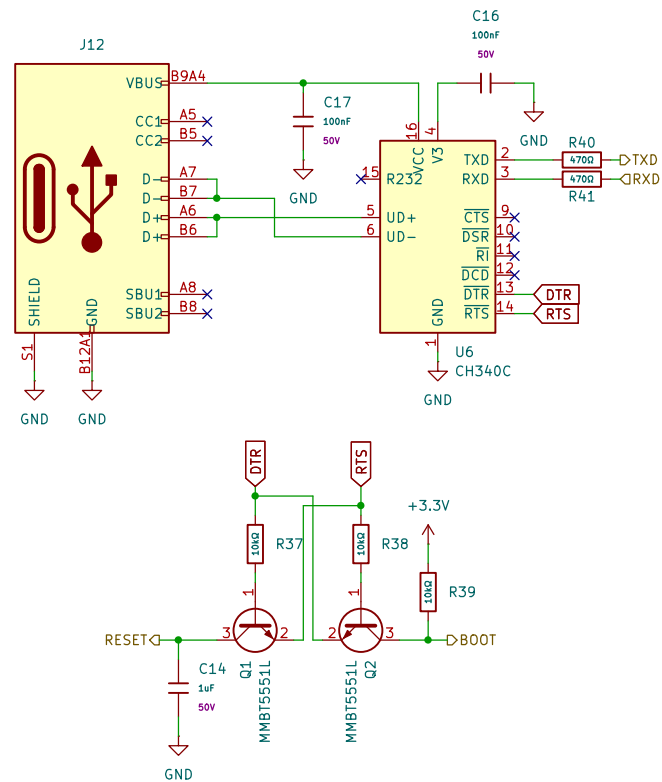 C16
100nF
50V
GND
J12
VBUS
B9A4
CC1
A5
CC2
B5
D-
A7
D-
B7
D+
A6
D+
B6
SBU1
A8
SBU2
B8
SHIELD
GND
S1
B12A1
GND
GND
C17
100nF
50V
GND
16
VCC
4
V3
15
R232
5
UD+
6
UD-
TXD
2
RXD
3
CTS
9
DSR
10
RI
11
DCD
12
DTR
13
RTS
14
GND
1
U6
CH340C
GND
R40
470Ω
TXD
470Ω
RXD
R41
DTR
RTS
DTR
RTS
+3.3V
10kΩ
R37
10kΩ
R38
10kΩ
R39
1
1
RESET
3
2
2
3
BOOT
Q1
MMBT5551L
Q2
MMBT5551L
C14
1uF
50V
GND